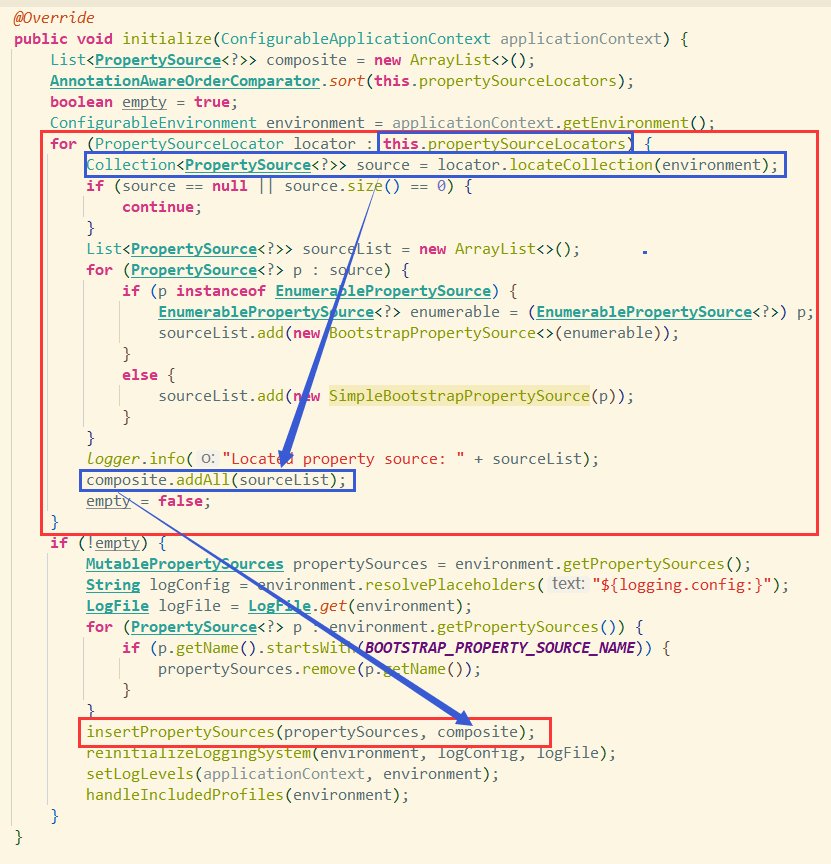 @Override
public void initialize(ConfigurableApplicationContext applicationContext) {
    List<PropertySource<?>> composite = new ArrayList<>();
    AnnotationAwareOrderComparator.sort(this.propertySourceLocators);
    boolean empty = true;
    ConfigurableEnvironment environment = applicationContext.getEnvironment();
    for (PropertySourceLocator locator : this.propertySourceLocators) {
        Collection<PropertySource<?>> source = locator.locateCollection(environment);
        if (source == null || source.size() == 0) {
            continue;
        }
        List<PropertySource<?>> sourceList = new ArrayList<>();
        for (PropertySource<?> p : source) {
            if (p instanceof EnumerablePropertySource) {
                EnumerablePropertySource<?> enumerable = (EnumerablePropertySource<?>) p;
                sourceList.add(new BootstrapPropertySource<>(enumerable));
            }
            else {
                sourceList.add(new SimpleBootstrapPropertySource(p));
            }
        }
        logger.info( o: "Located property source: " + sourceList);
        composite.addAll(sourceList);
        empty = false;
    }
    if (!empty) {
        MutablePropertySources propertySources = environment.getPropertySources();
        String logConfig = environment.resolvePlaceholders( text: "${logging.config:}");
        LogFile logFile = LogFile.get(environment);
        for (PropertySource<?> p : environment.getPropertySources()) {
            if (p.getName().startsWith(BOOTSTRAP_PROPERTY_SOURCE_NAME)) {
                propertySources.remove(p.getName());
            }
        }
        insertPropertySources(propertySources, composite);
        reinitializeLoggingSystem(environment, logConfig, logFile);
        setLogLevels(applicationContext, environment);
        handleIncludedProfiles(environment);
    }
}